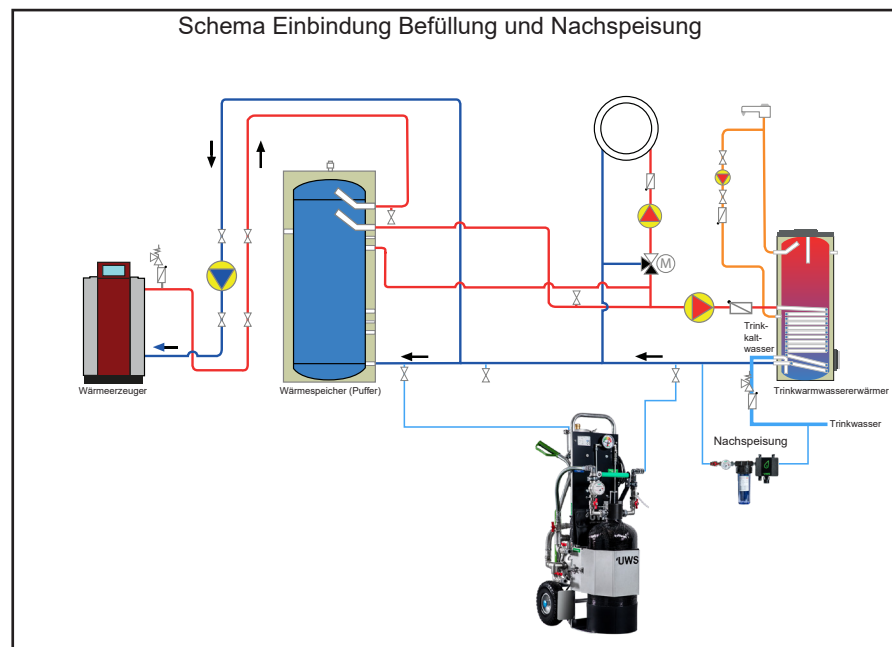 Schema Einbindung Befüllung und Nachspeisung
M
Trink-
kalt-
wasser
Wärmeerzeuger
Wärmespeicher (Puffer)
Trinkwarmwassererwärmer
Trinkwasser
Nachspeisung
UWS